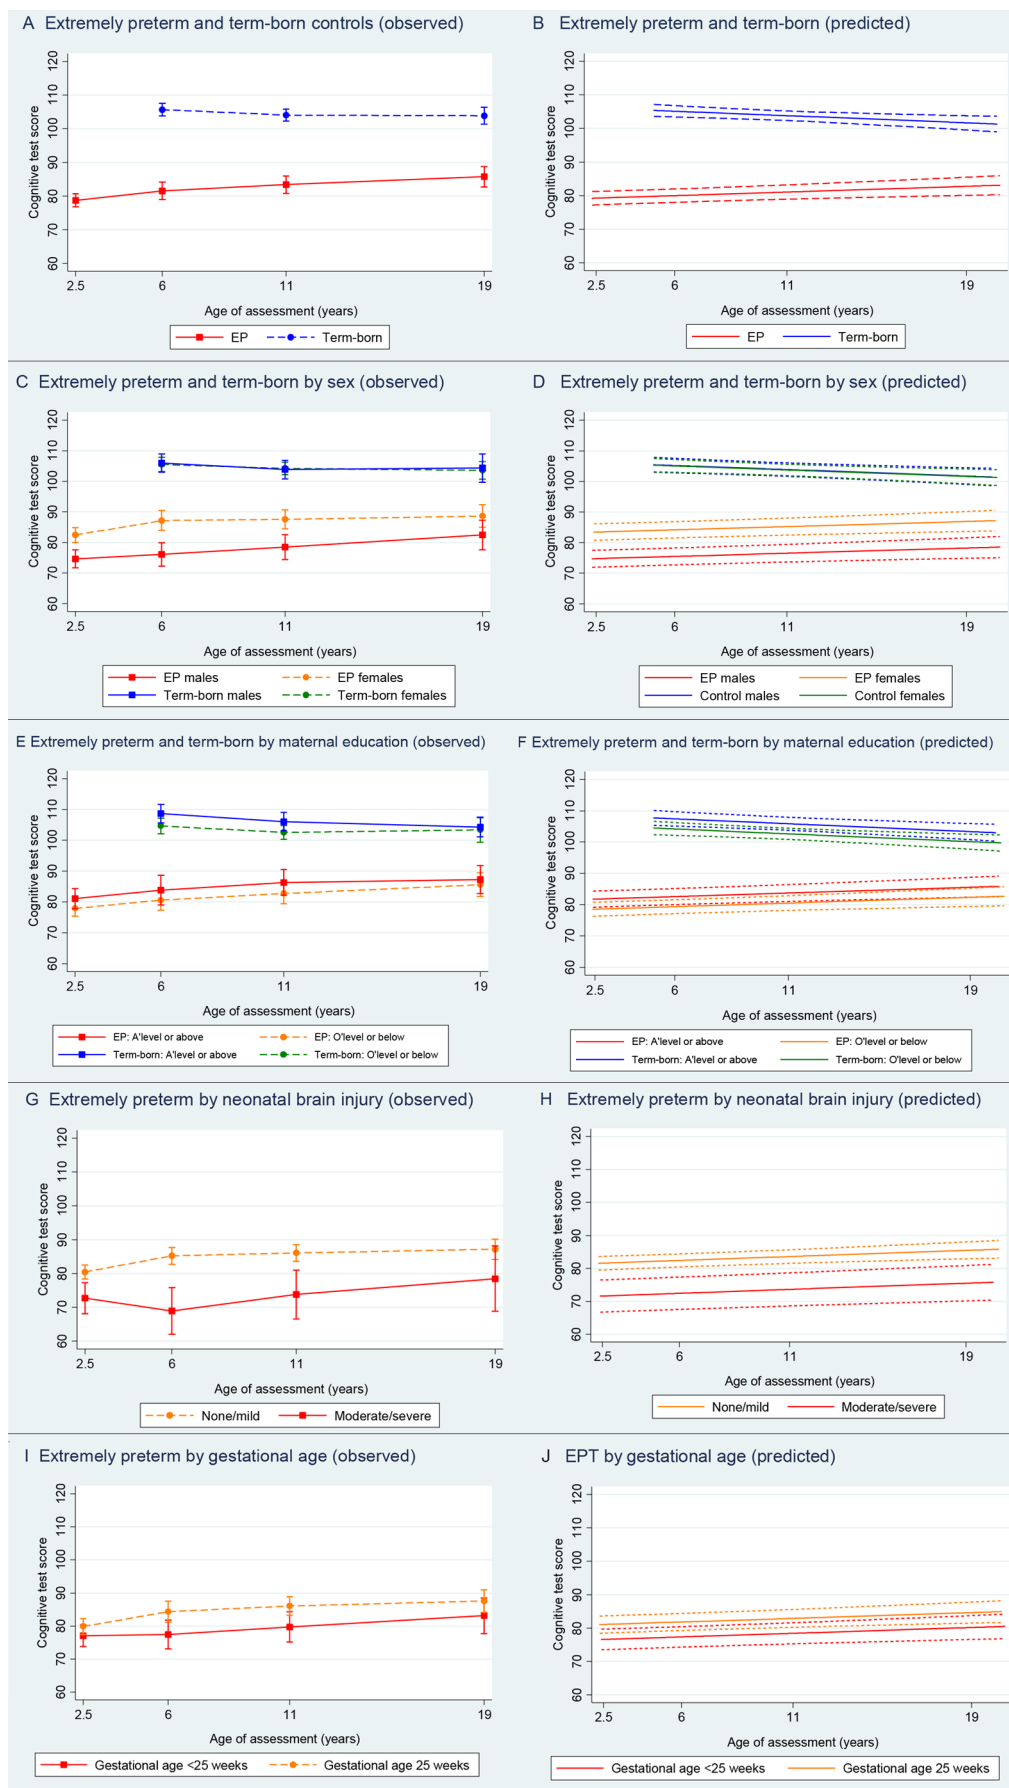 A Extremely preterm and term-born controls (observed)
B Extremely preterm and term-born (predicted)
Cognitive test score
60 70 80 90 100 110 120
2.5 6 11 19
Age of assessment (years)
EP Term-born
Cognitive test score
60 70 80 90 100 110 120
2.5 6 11 19
Age of assessment (years)
EP Term-born
C Extremely preterm and term-born by sex (observed)
D Extremely preterm and term-born by sex (predicted)
Cognitive test score
60 70 80 90 100 110 120
2.5 6 11 19
Age of assessment (years)
EP males EP females
Term-born males Term-born females
Cognitive test score
60 70 80 90 100 110 120
2.5 6 11 19
Age of assessment (years)
EP males EP females
Control males Control females
E Extremely preterm and term-born by maternal education (observed)
F Extremely preterm and term-born by maternal education (predicted)
Cognitive test score
60 70 80 90 100 110 120
2.5 6 11 19
Age of assessment (years)
EP: A'level or above EP: O'level or below
Term-born: A'level or above Term-born: O'level or below
Cognitive test score
60 70 80 90 100 110 120
2.5 6 11 19
Age of assessment (years)
EP: A'level or above EP: O'level or below
Term-born: A'level or above Term-born: O'level or below
G Extremely preterm by neonatal brain injury (observed)
H Extremely preterm by neonatal brain injury (predicted)
Cognitive test score
60 70 80 90 100 110 120
2.5 6 11 19
Age of assessment (years)
None/mild Moderate/severe
Cognitive test score
60 70 80 90 100 110 120
2.5 6 11 19
Age of assessment (years)
None/mild Moderate/severe
I Extremely preterm by gestational age (observed)
J EPT by gestational age (predicted)
Cognitive test score
60 70 80 90 100 110 120
2.5 6 11 19
Age of assessment (years)
Gestational age <25 weeks Gestational age 25 weeks
Cognitive test score
60 70 80 90 100 110 120
2.5 6 11 19
Age of assessment (years)
Gestational age <25 weeks Gestational age 25 weeks